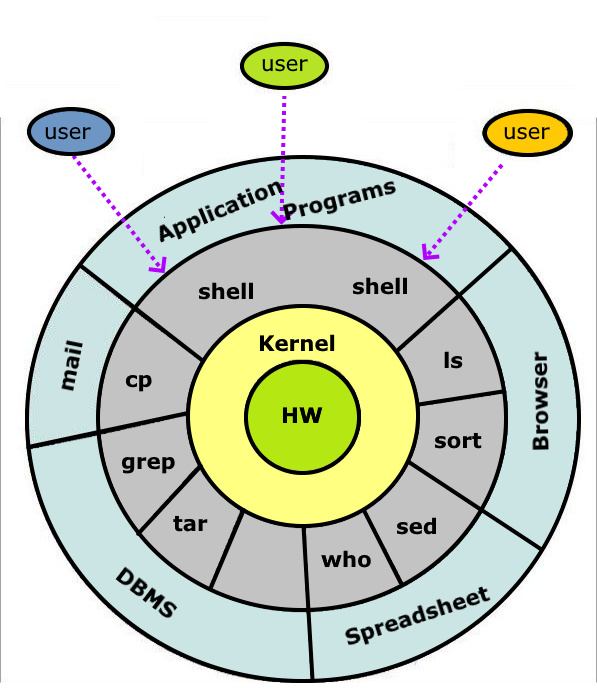 user
user
user
Application Programs
shell
shell
Kernel
mail
cp
ls
Browser
HW
grep
sort
tar
sed
who
DBMS
Spreadsheet